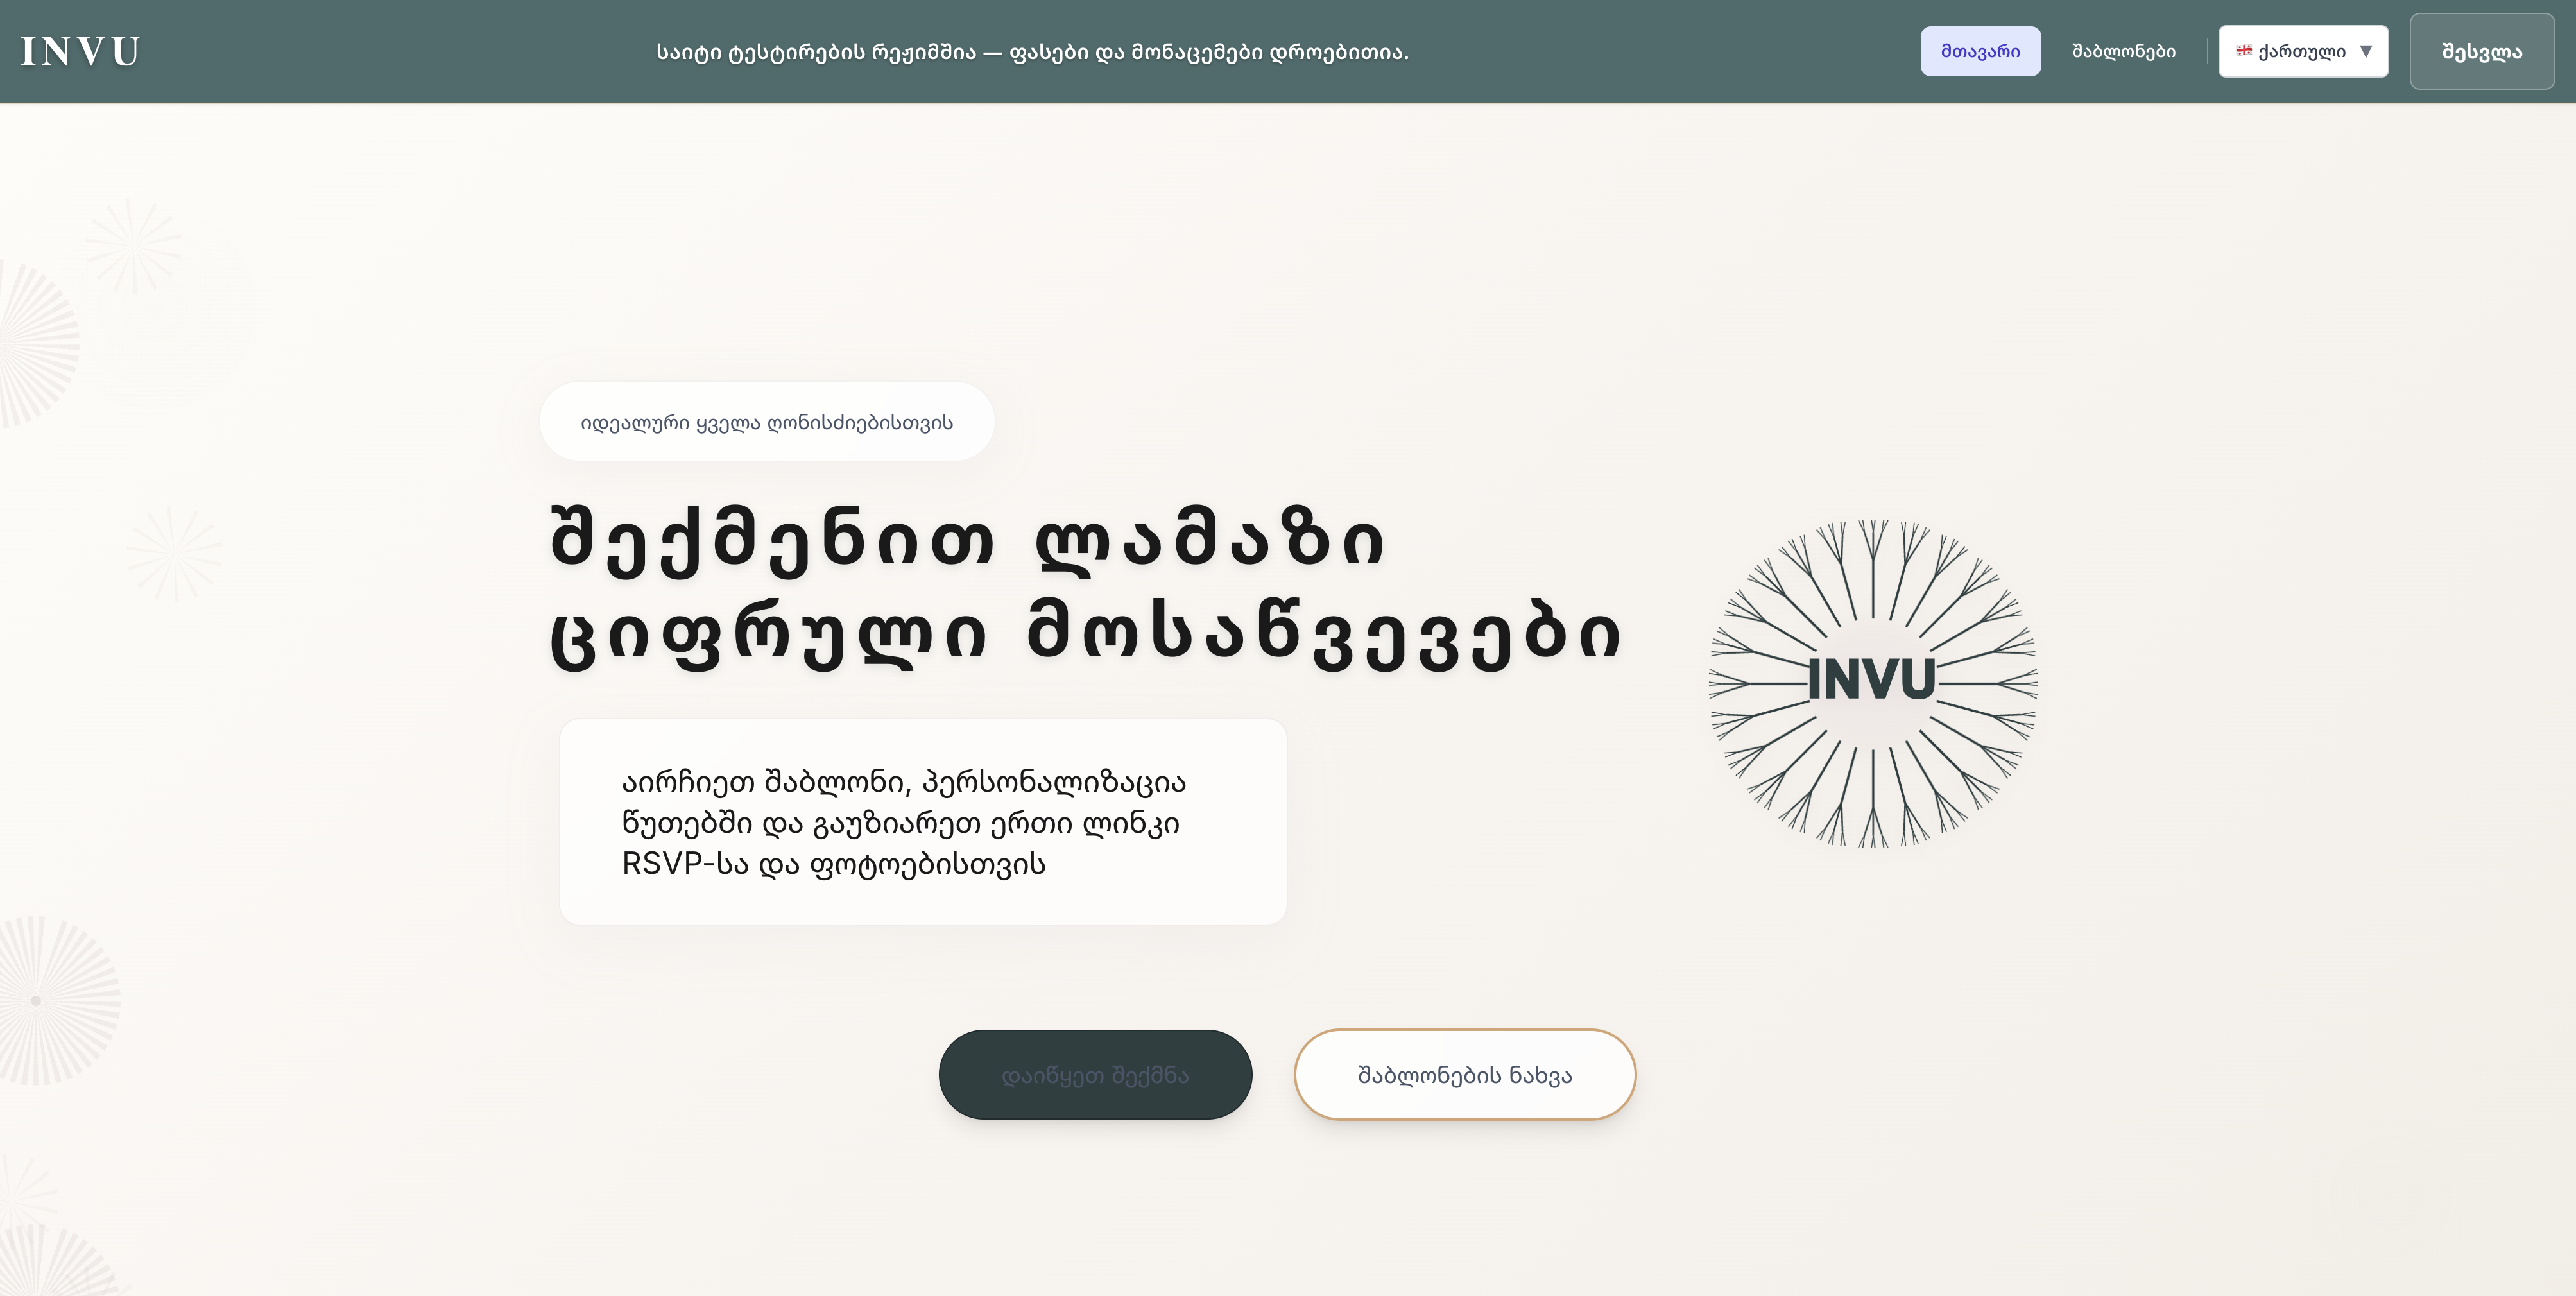 INVU
საიტი ტესტირების რეჟიმშია — ფასები და მონაცემები დროებითია.
მთავარი
შაბლონები
ქართული
შესვლა
იდეალური ყველა ღონისძიებისთვის
შექმენით ლამაზი
ციფრული მოსაწვევები
INVU
აირჩიეთ შაბლონი, პერსონალიზაცია
წუთებში და გაუზიარეთ ერთი ლინკი
RSVP-სა და ფოტოებისთვის
დაიწყეთ შექმნა
შაბლონების ნახვა